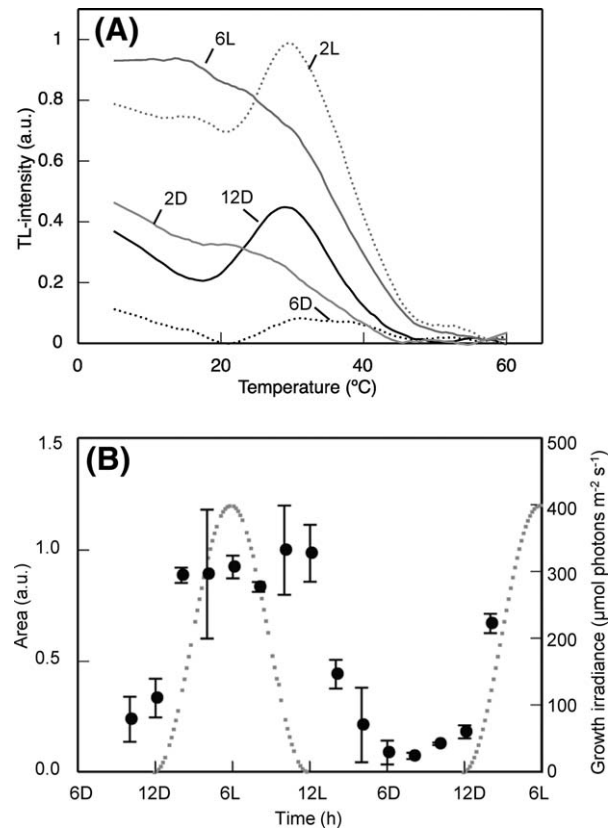 (A)
6L
2L
2D
12D
6D
1
0.8
0.6
0.4
0.2
0
TL-intensity (a.u.)
0 20 40 60
Temperature (ºC)
(B)
1.5
1.0
0.5
0.0
Area (a.u.)
500
400
300
200
100
0
Growth irradiance (µmol photons m⁻² s⁻¹)
6D 12D 6L 12L 6D 12D 6L
Time (h)